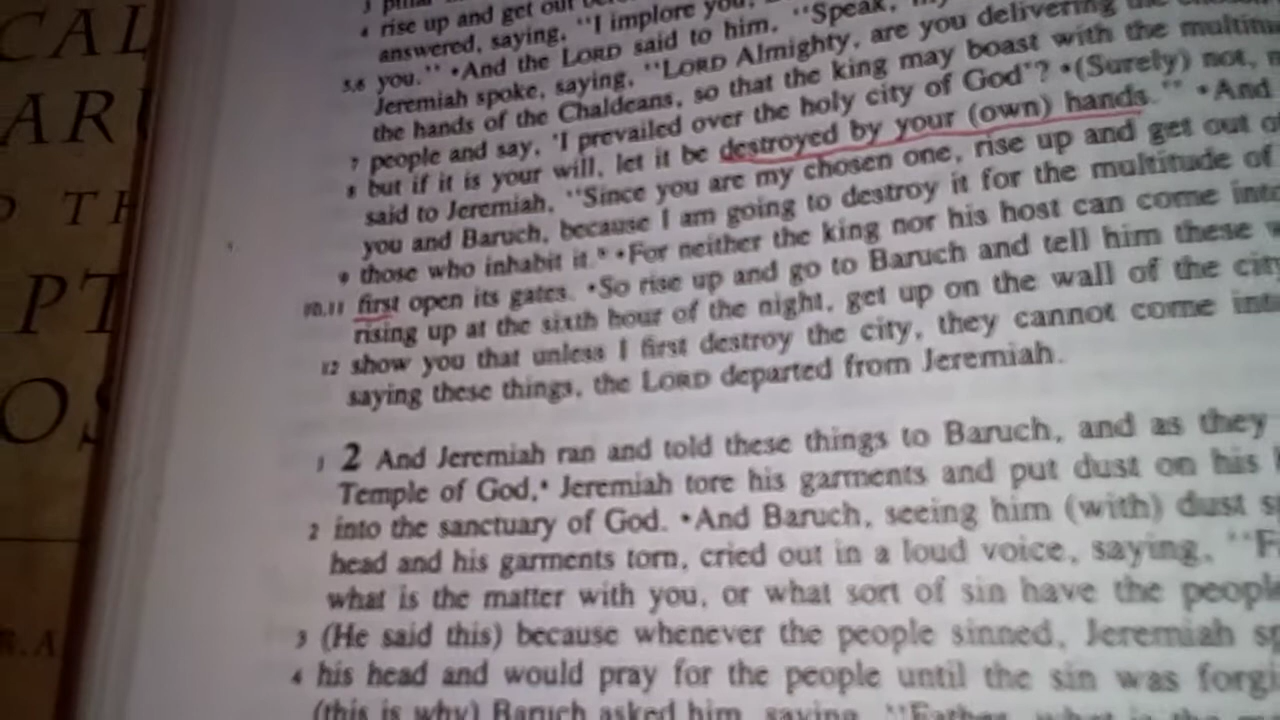 CAL
AR
TH
PT
OS
R.A
4 rise up and get out
answered, saying, "I implore you, "Speak,
5,6 you." •And the LORD said to him,
Jeremiah spoke, saying, "LORD Almighty, are you delivering the
the hands of the Chaldeans, so that the king may boast with the
7 people and say, 'I prevailed over the holy city of God'? •(Surely) not,
8 but if it is your will, let it be destroyed by your (own) hands." •And
said to Jeremiah, "Since you are my chosen one, rise up and get out
you and Baruch, because I am going to destroy it for the multitude of
9 those who inhabit it. •For neither the king nor his host can come
10,11 first open its gates. •So rise up and go to Baruch and tell him these
rising up at the sixth hour of the night, get up on the wall of the
12 show you that unless I first destroy the city, they cannot come
saying these things, the LORD departed from Jeremiah.
1 2 And Jeremiah ran and told these things to Baruch, and as they
Temple of God, Jeremiah tore his garments and put dust on his
2 into the sanctuary of God. •And Baruch, seeing him (with) dust
head and his garments torn, cried out in a loud voice, saying,
what is the matter with you, or what sort of sin have the people
3 (He said this) because whenever the people sinned, Jeremiah
4 his head and would pray for the people until the sin was
(this is why) Baruch asked him, saying, "Father, what is the